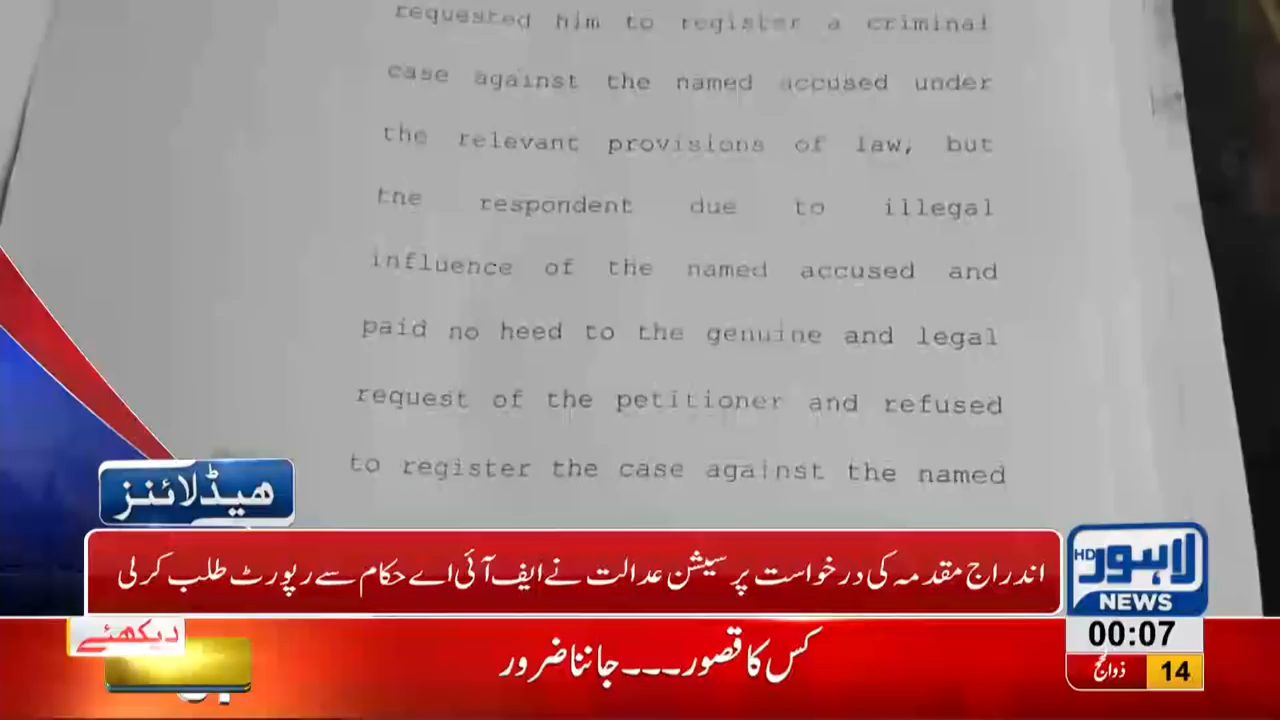 requested him to register a criminal
case against the named accused under
the relevant provisions of law, but
the respondent due to illegal
influence of the named accused and
paid no heed to the genuine and legal
request of the petitioner and refused
to register the case against the named
ھیڈلائنز
اندراج مقدمہ کی درخواست پر سیشن عدالت نے ایف آئی اے حکام سے رپورٹ طلب کرلی
لاہور HD
NEWS
دیکھئے
کس کا قصور۔۔۔جاننا ضرور
00:07
14 ذوالحج